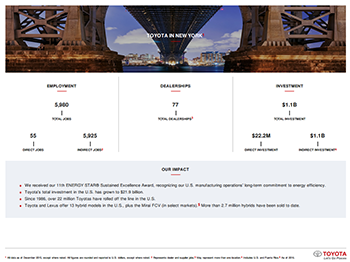 TOYOTA IN NEW YORK
EMPLOYMENT
DEALERSHIPS
INVESTMENT
5,980
TOTAL JOBS
77
TOTAL DEALERSHIPS¹
$1.1B
TOTAL INVESTMENT
55
DIRECT JOBS
5,925
INDIRECT JOBS²
$22.2M
DIRECT INVESTMENT
$1.1B
INDIRECT INVESTMENT²
OUR IMPACT
We received our 11th ENERGY STAR® Sustained Excellence Award, recognizing our U.S. manufacturing operations' long-term commitment to energy efficiency.
Toyota's total investment in the U.S. has grown to $21.9 billion.
Since 1986, over 22 million Toyotas have rolled off the line in the U.S.
Toyota and Lexus offer 13 hybrid models in the U.S., plus the Mirai FCV (in select markets).³ More than 2.7 million hybrids have been sold to date.
TOYOTA
Let's Go Places